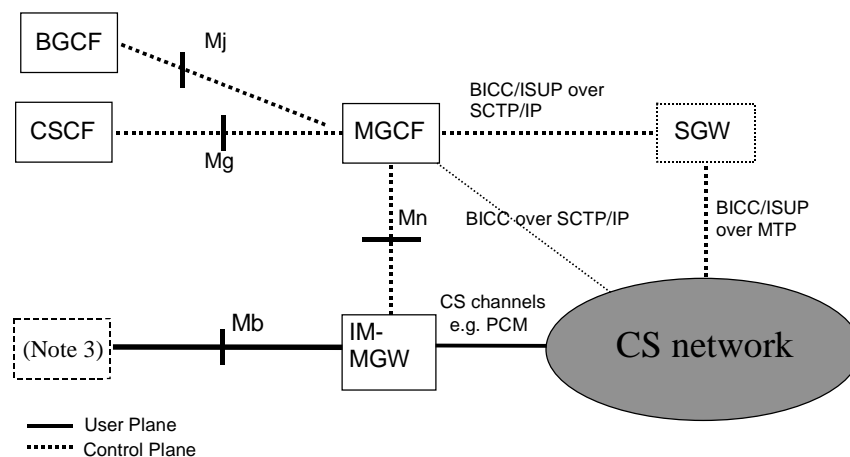 BGCF
Mj
BICC/ISUP over
SCTP/IP
CSCF
Mg
MGCF
SGW
Mn
BICC over SCTP/IP
BICC/ISUP
over MTP
CS channels
e.g. PCM
(Note 3)
Mb
IM-
MGW
CS network
User Plane
Control Plane